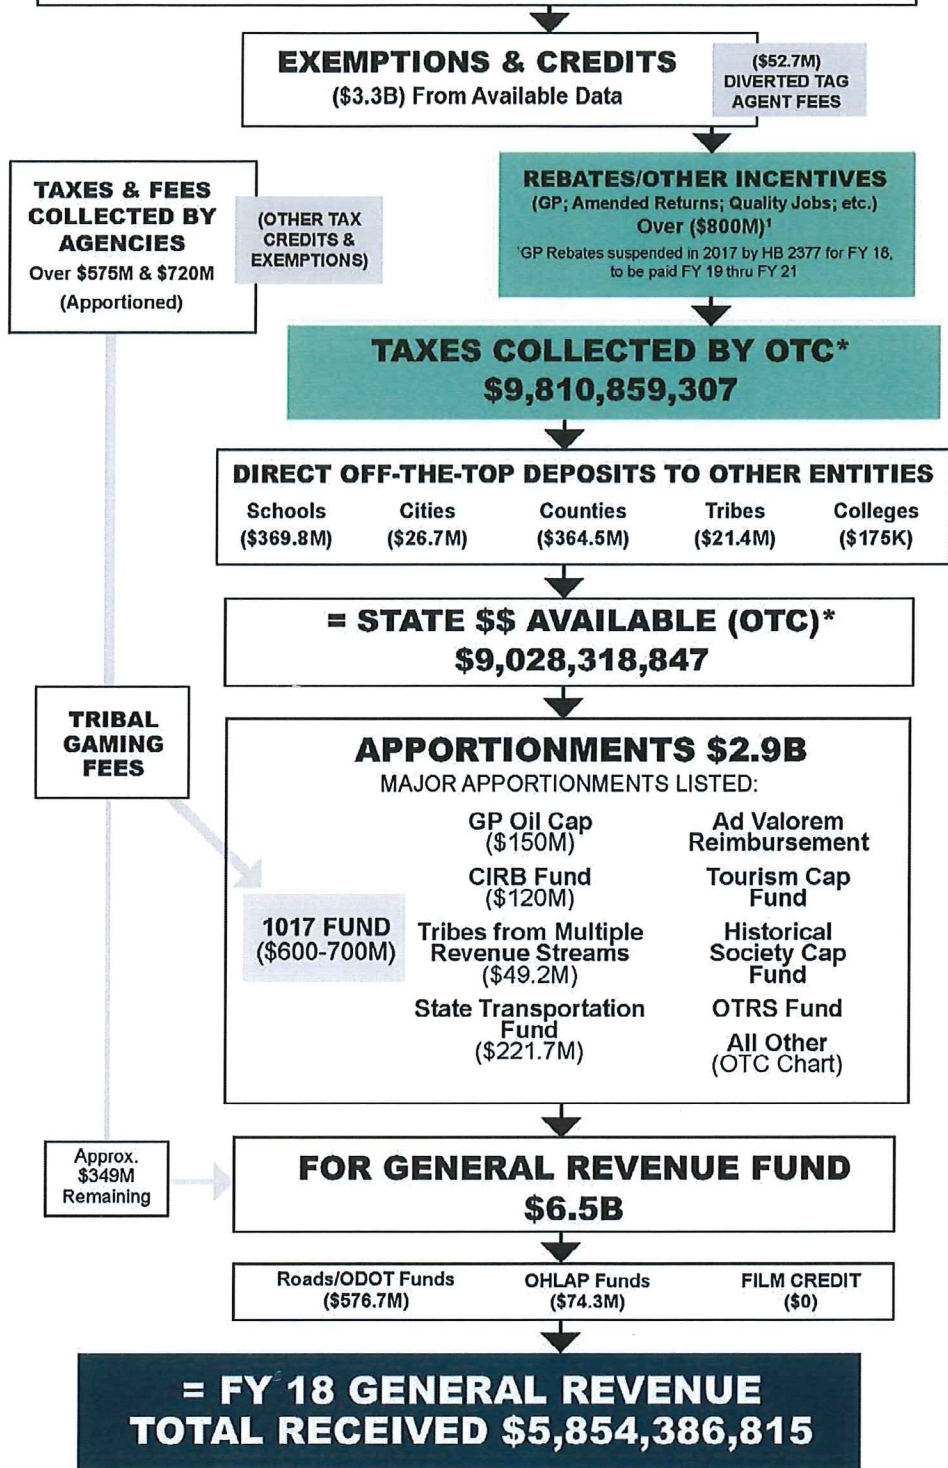 EXEMPTIONS & CREDITS
($3.3B) From Available Data
($52.7M)
DIVERTED TAG
AGENT FEES
TAXES & FEES
COLLECTED BY
AGENCIES
Over $575M & $720M
(Apportioned)
(OTHER TAX
CREDITS &
EXEMPTIONS)
REBATES/OTHER INCENTIVES
(GP; Amended Returns; Quality Jobs; etc.)
Over ($800M)¹
¹GP Rebates suspended in 2017 by HB 2377 for FY 18,
to be paid FY 19 thru FY 21
TAXES COLLECTED BY OTC*
$9,810,859,307
DIRECT OFF-THE-TOP DEPOSITS TO OTHER ENTITIES
Schools Cities Counties Tribes Colleges
($369.8M) ($26.7M) ($364.5M) ($21.4M) ($175K)
= STATE $$ AVAILABLE (OTC)*
$9,028,318,847
TRIBAL
GAMING
FEES
APPORTIONMENTS $2.9B
MAJOR APPORTIONMENTS LISTED:
1017 FUND
($600-700M)
GP Oil Cap
($150M)
CIRB Fund
($120M)
Tribes from Multiple
Revenue Streams
($49.2M)
State Transportation
Fund
($221.7M)
Ad Valorem
Reimbursement
Tourism Cap
Fund
Historical
Society Cap
Fund
OTRS Fund
All Other
(OTC Chart)
Approx.
$349M
Remaining
FOR GENERAL REVENUE FUND
$6.5B
Roads/ODOT Funds OHLAP Funds FILM CREDIT
($576.7M) ($74.3M) ($0)
= FY 18 GENERAL REVENUE
TOTAL RECEIVED $5,854,386,815